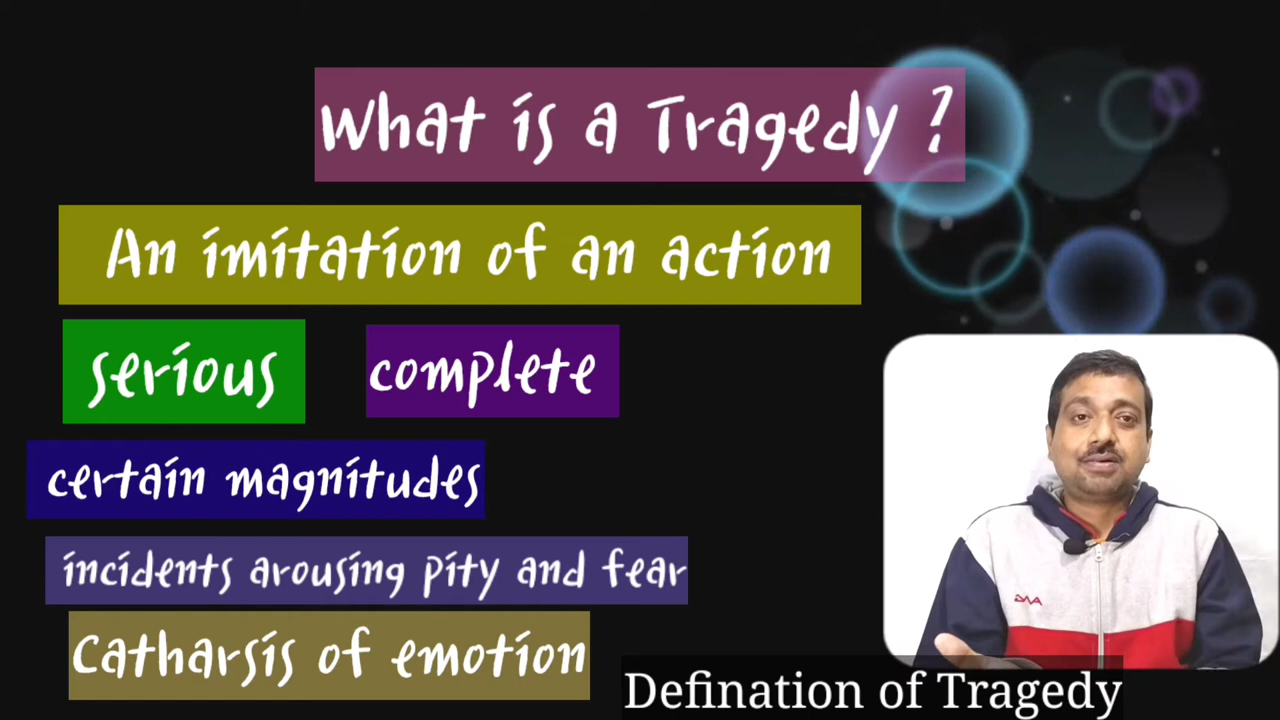 What is a Tragedy ?
An imitation of an action
serious complete
certain magnitudes
incidents arousing pity and fear
Catharsis of emotion
Defination of Tragedy